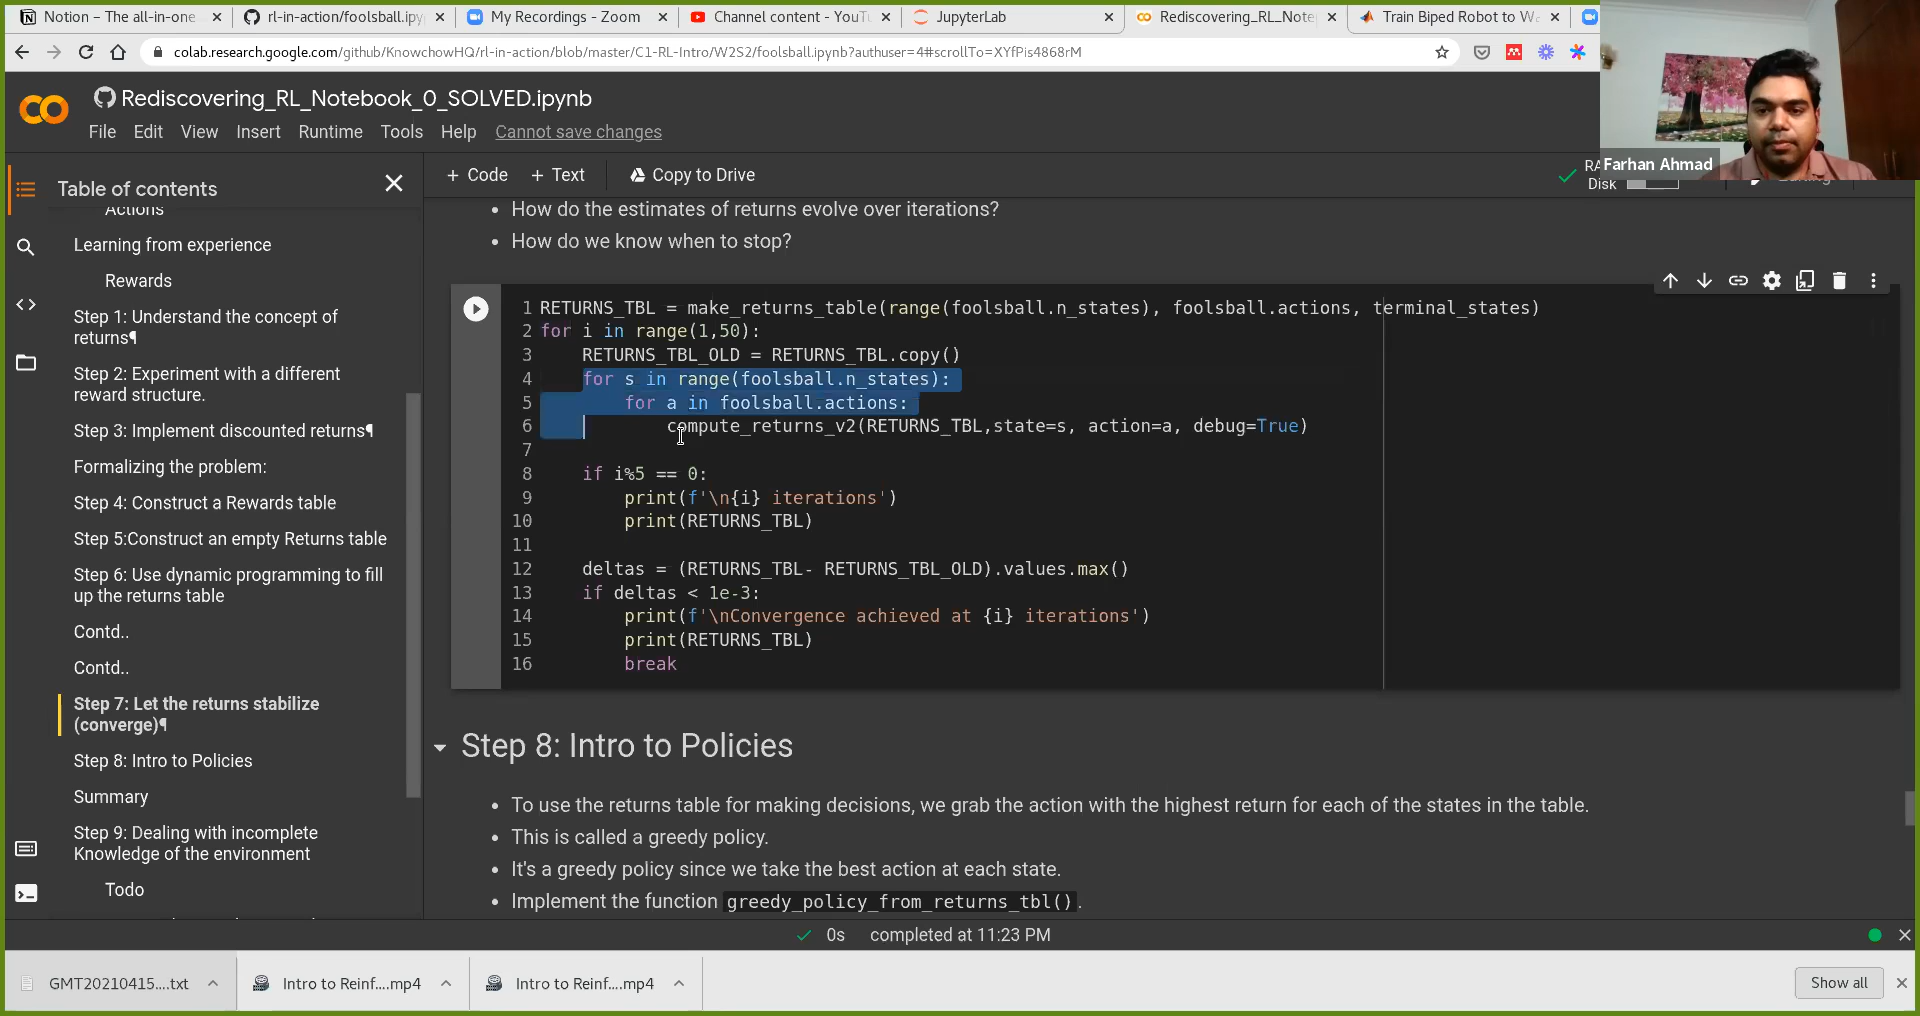 Notion – The all-in-one
rl-in-action/foolsball.ipy
My Recordings - Zoom
Channel content - YouTu
JupyterLab
Rediscovering_RL_Note
Train Biped Robot to Wa
colab.research.google.com/github/KnowchowHQ/rl-in-action/blob/master/C1-RL-Intro/W2S2/foolsball.ipynb?authuser=4#scrollTo=XYfPis4868rM
Rediscovering_RL_Notebook_0_SOLVED.ipynb
File Edit View Insert Runtime Tools Help Cannot save changes
Farhan Ahmad
+ Code + Text Copy to Drive
RA
Disk
Table of contents
Actions
Learning from experience
Rewards
Step 1: Understand the concept of
returns¶
Step 2: Experiment with a different
reward structure.
Step 3: Implement discounted returns¶
Formalizing the problem:
Step 4: Construct a Rewards table
Step 5:Construct an empty Returns table
Step 6: Use dynamic programming to fill
up the returns table
Contd..
Contd..
Step 7: Let the returns stabilize
(converge)¶
Step 8: Intro to Policies
Summary
Step 9: Dealing with incomplete
Knowledge of the environment
Todo
• How do the estimates of returns evolve over iterations?
• How do we know when to stop?
1 RETURNS_TBL = make_returns_table(range(foolsball.n_states), foolsball.actions, terminal_states)
2 for i in range(1,50):
3     RETURNS_TBL_OLD = RETURNS_TBL.copy()
4     for s in range(foolsball.n_states):
5         for a in foolsball.actions:
6             compute_returns_v2(RETURNS_TBL,state=s, action=a, debug=True)
7
8     if i%5 == 0:
9         print(f'\n{i} iterations')
10         print(RETURNS_TBL)
11
12     deltas = (RETURNS_TBL- RETURNS_TBL_OLD).values.max()
13     if deltas < 1e-3:
14         print(f'\nConvergence achieved at {i} iterations')
15         print(RETURNS_TBL)
16         break
Step 8: Intro to Policies
• To use the returns table for making decisions, we grab the action with the highest return for each of the states in the table.
• This is called a greedy policy.
• It's a greedy policy since we take the best action at each state.
• Implement the function greedy_policy_from_returns_tbl().
0s completed at 11:23 PM
GMT20210415....txt
Intro to Reinf....mp4
Intro to Reinf....mp4
Show all